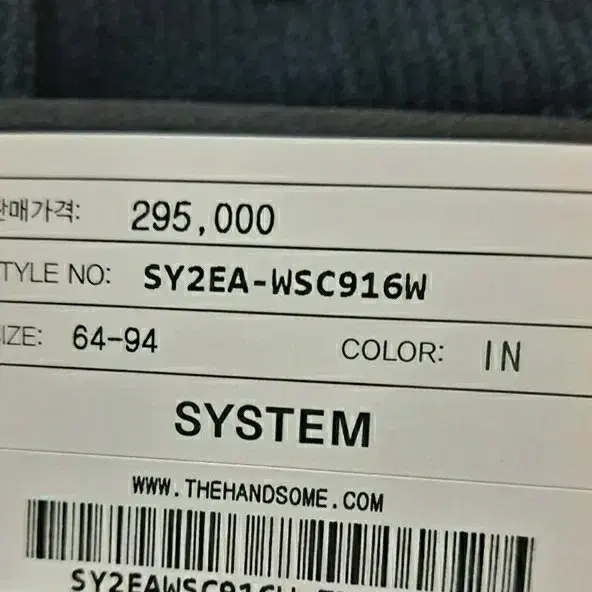 판매가격: 295,000
STYLE NO: SY2EA-WSC916W
SIZE: 64-94 COLOR: IN
SYSTEM
WWW.THEHANDSOME.COM